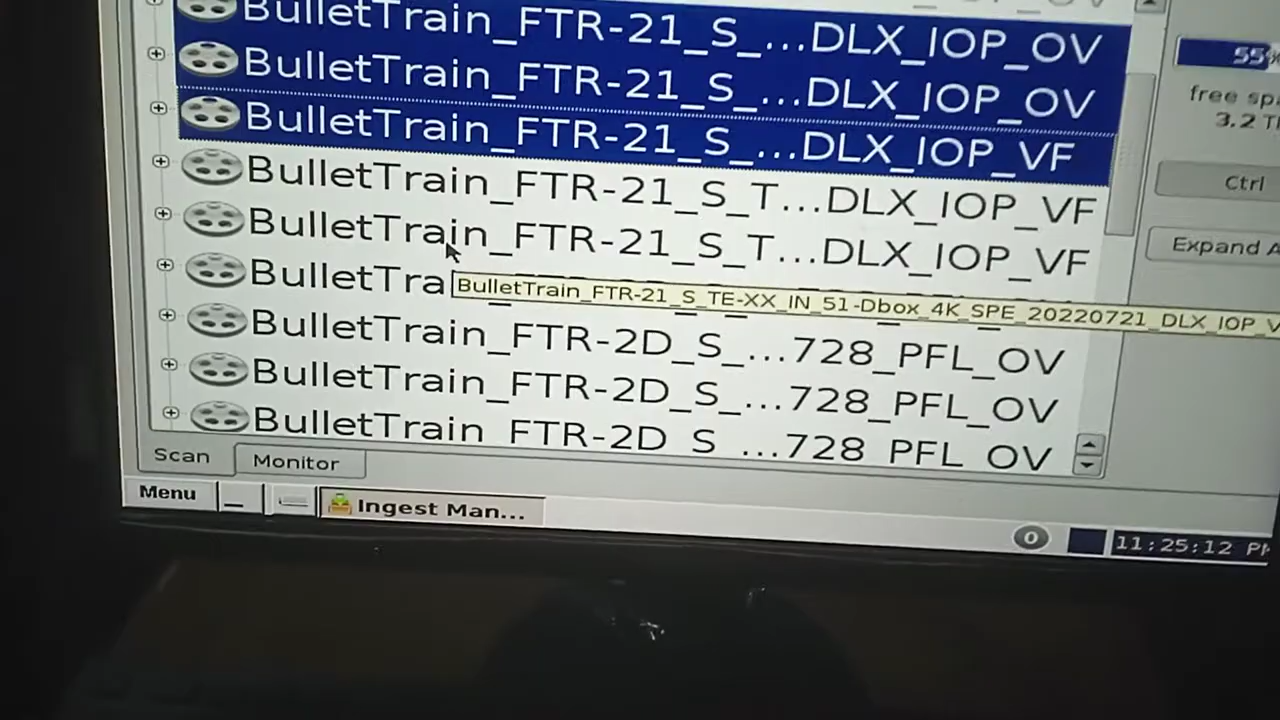 BulletTrain_FTR-21_S_...DLX_IOP_OV
BulletTrain_FTR-21_S_...DLX_IOP_OV
BulletTrain_FTR-21_S_...DLX_IOP_VF
BulletTrain_FTR-21_S_T...DLX_IOP_VF
BulletTrain_FTR-21_S_T...DLX_IOP_VF
BulletTra
BulletTrain_FTR-21_S_TE-XX_IN_51-Dbox_4K_SPE_20220721_DLX_IOP_V
BulletTrain_FTR-2D_S_...728_PFL_OV
BulletTrain_FTR-2D_S_...728_PFL_OV
BulletTrain_FTR-2D_S_...728_PFL_OV
55%
free sp
3.2 T
Ctrl
Expand A
Scan
Monitor
Menu
Ingest Man...
0
11:25:12 P